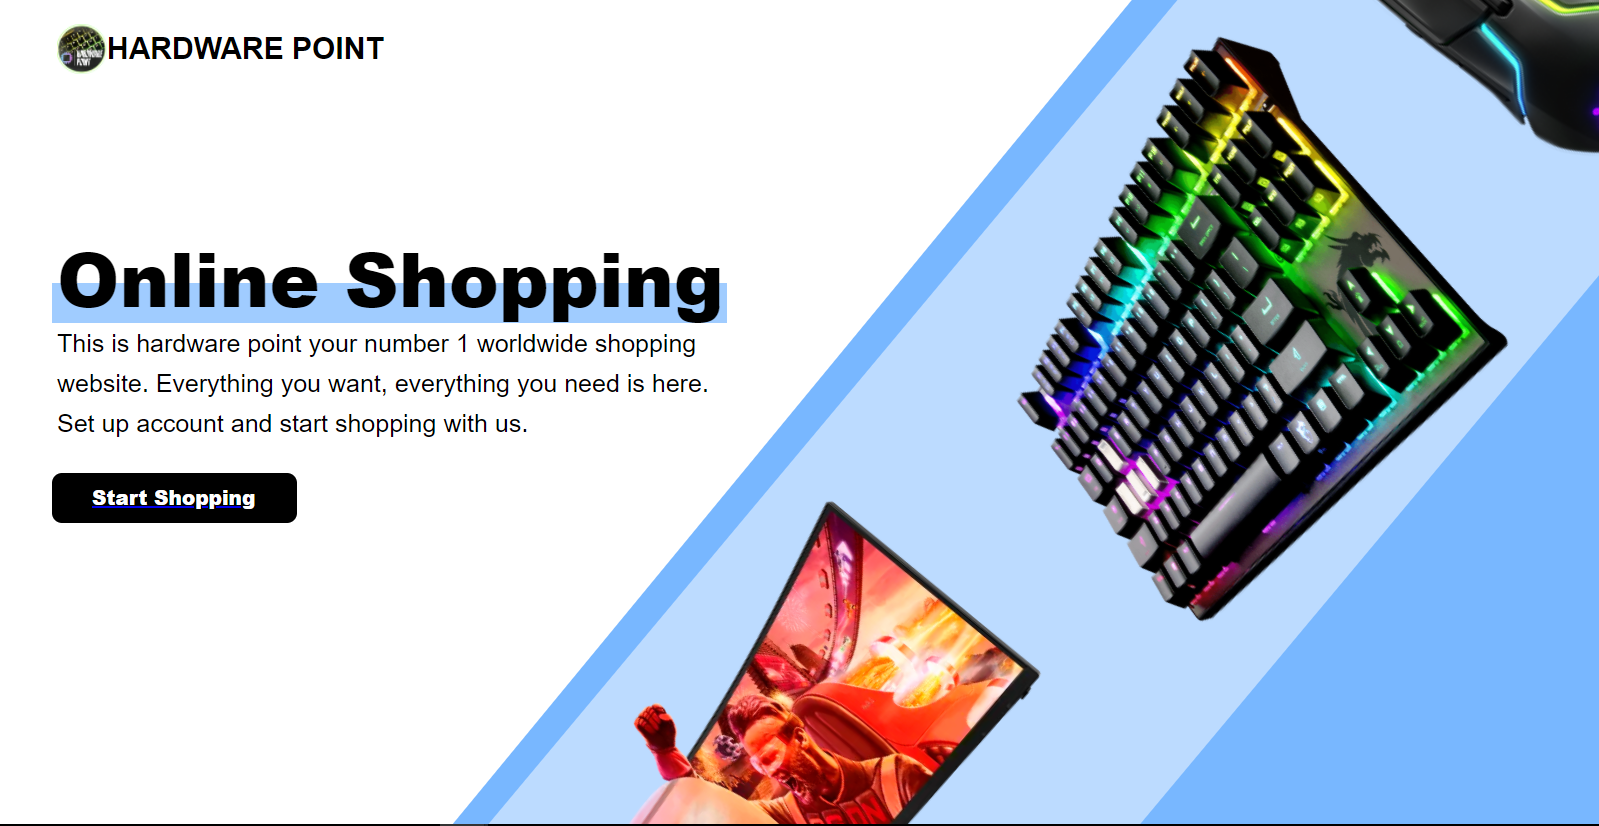 HARDWARE POINT
Online Shopping
This is hardware point your number 1 worldwide shopping
website. Everything you want, everything you need is here.
Set up account and start shopping with us.
Start Shopping